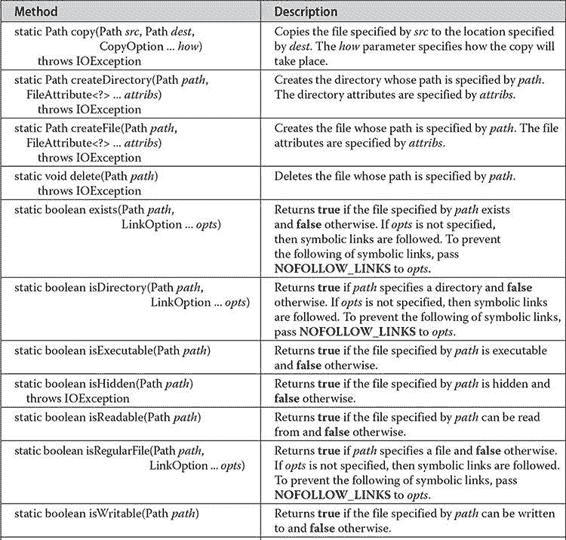 Method
Description
static Path copy(Path src, Path dest,
CopyOption ... how)
throws IOException
Copies the file specified by src to the location specified
by dest. The how parameter specifies how the copy will
take place.
static Path createDirectory(Path path,
FileAttribute<?> ... attribs)
throws IOException
Creates the directory whose path is specified by path.
The directory attributes are specified by attribs.
static Path createFile(Path path,
FileAttribute<?> ... attribs)
throws IOException
Creates the file whose path is specified by path. The file
attributes are specified by attribs.
static void delete(Path path)
throws IOException
Deletes the file whose path is specified by path.
static boolean exists(Path path,
LinkOption ... opts)
Returns true if the file specified by path exists
and false otherwise. If opts is not specified,
then symbolic links are followed. To prevent
the following of symbolic links, pass
NOFOLLOW_LINKS to opts.
static boolean isDirectory(Path path,
LinkOption ... opts)
Returns true if path specifies a directory and false
otherwise. If opts is not specified, then symbolic links
are followed. To prevent the following of symbolic links,
pass NOFOLLOW_LINKS to opts.
static boolean isExecutable(Path path)
Returns true if the file specified by path is executable
and false otherwise.
static boolean isHidden(Path path)
throws IOException
Returns true if the file specified by path is hidden and
false otherwise.
static boolean isReadable(Path path)
Returns true if the file specified by path can be read
from and false otherwise.
static boolean isRegularFile(Path path,
LinkOption ... opts)
Returns true if path specifies a file and false otherwise.
If opts is not specified, then symbolic links are followed.
To prevent the following of symbolic links, pass
NOFOLLOW_LINKS to opts.
static boolean isWritable(Path path)
Returns true if the file specified by path can be written
to and false otherwise.